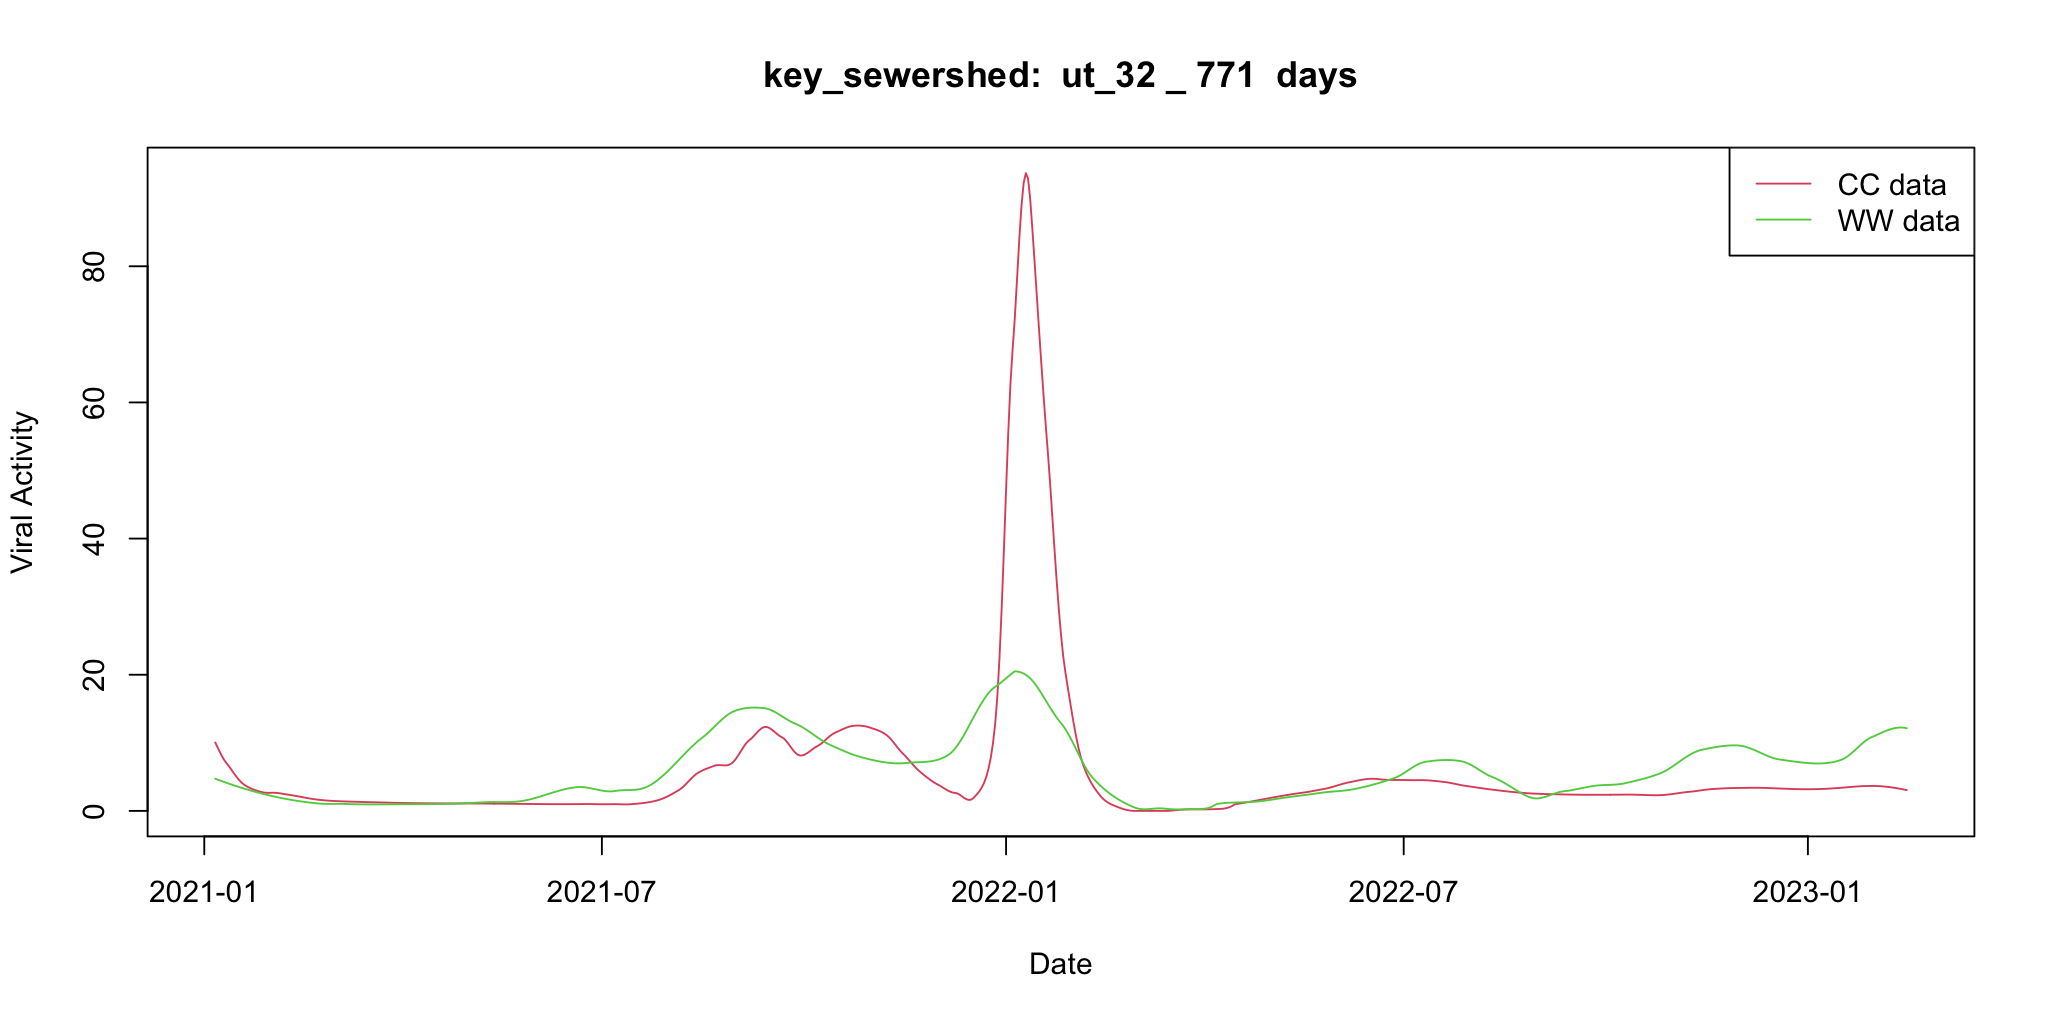 key_sewershed:  ut_32 _ 771  days
CC data
WW data
Viral Activity
80
60
40
20
0
2021-01
2021-07
2022-01
2022-07
2023-01
Date